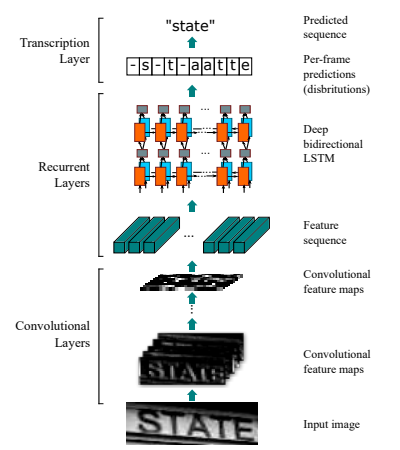 "state"
Predicted
sequence
Transcription
Layer
-s-t-aatte
Per-frame
predictions
(disbritutions)
...
Deep
bidirectional
LSTM
Recurrent
Layers
...
Feature
sequence
Convolutional
feature maps
...
Convolutional
Layers
STATE
Convolutional
feature maps
STATE
Input image